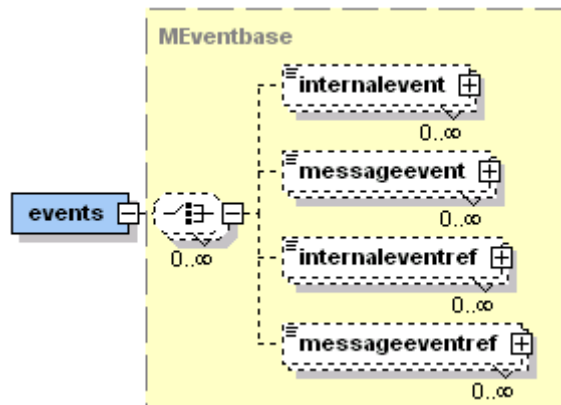 MEventbase
internalevent
0..∞
messageevent
0..∞
events
0..∞
internaleventref
0..∞
messageeventref
0..∞